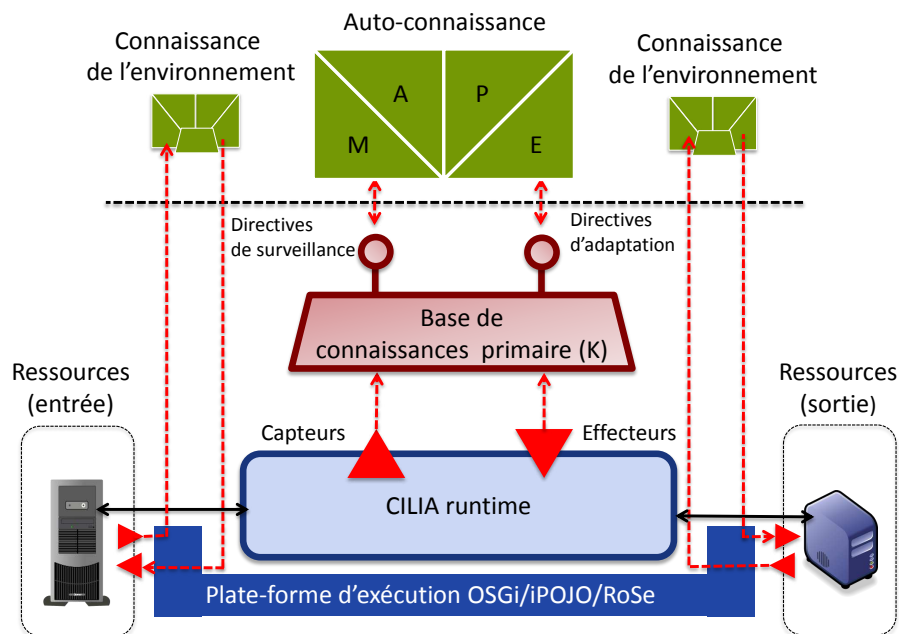 Auto-connaissance
Connaissance
de l'environnement
Connaissance
de l'environnement
A
P
M
E
Directives
de surveillance
Directives
d'adaptation
Base de
connaissances primaire (K)
Ressources
(entrée)
Ressources
(sortie)
Capteurs
Effecteurs
CILIA runtime
Plate-forme d'exécution OSGi/iPOJO/RoSe